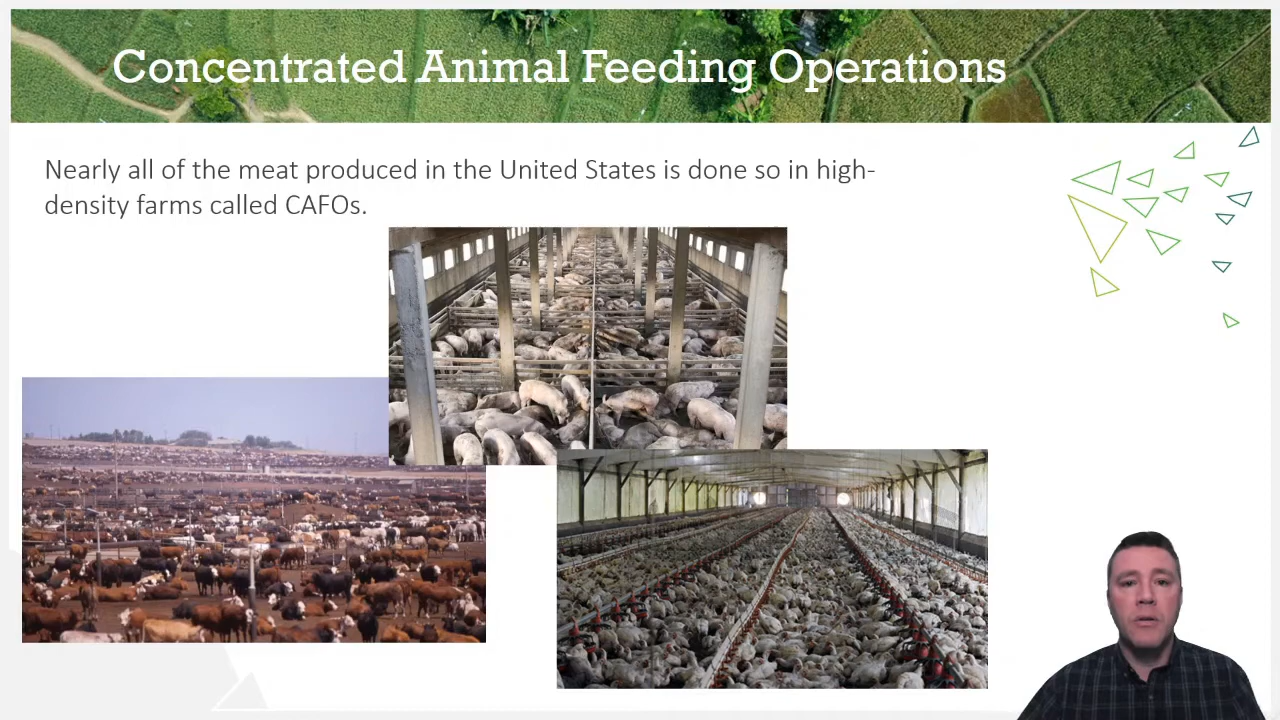 Concentrated Animal Feeding Operations
Nearly all of the meat produced in the United States is done so in high-
density farms called CAFOs.